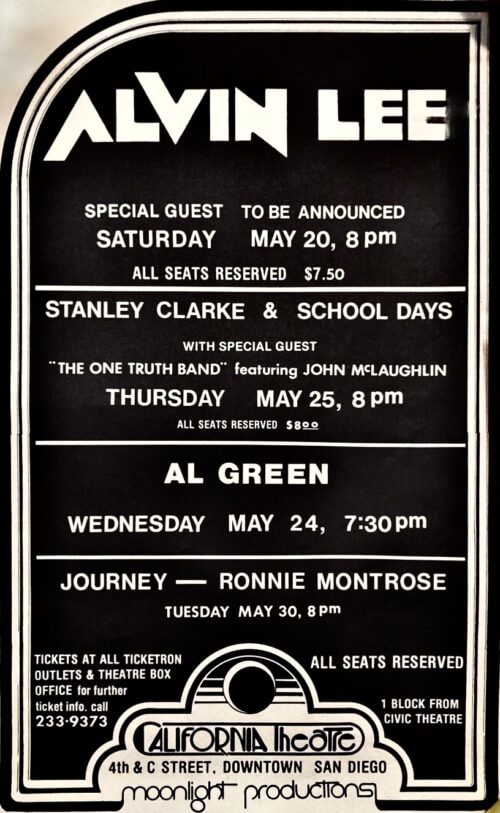 ALVIN LEE
SPECIAL GUEST TO BE ANNOUNCED
SATURDAY MAY 20, 8 pm
ALL SEATS RESERVED $7.50
STANLEY CLARKE & SCHOOL DAYS
WITH SPECIAL GUEST
"THE ONE TRUTH BAND" featuring JOHN McLAUGHLIN
THURSDAY MAY 25, 8 pm
ALL SEATS RESERVED $8.00
AL GREEN
WEDNESDAY MAY 24, 7:30 pm
JOURNEY — RONNIE MONTROSE
TUESDAY MAY 30, 8 pm
TICKETS AT ALL TICKETRON
OUTLETS & THEATRE BOX
OFFICE for further
ticket info. call
233-9373
ALL SEATS RESERVED
1 BLOCK FROM
CIVIC THEATRE
CALIFORNIA Theatre
4th & C STREET, DOWNTOWN SAN DIEGO
moonlight productions